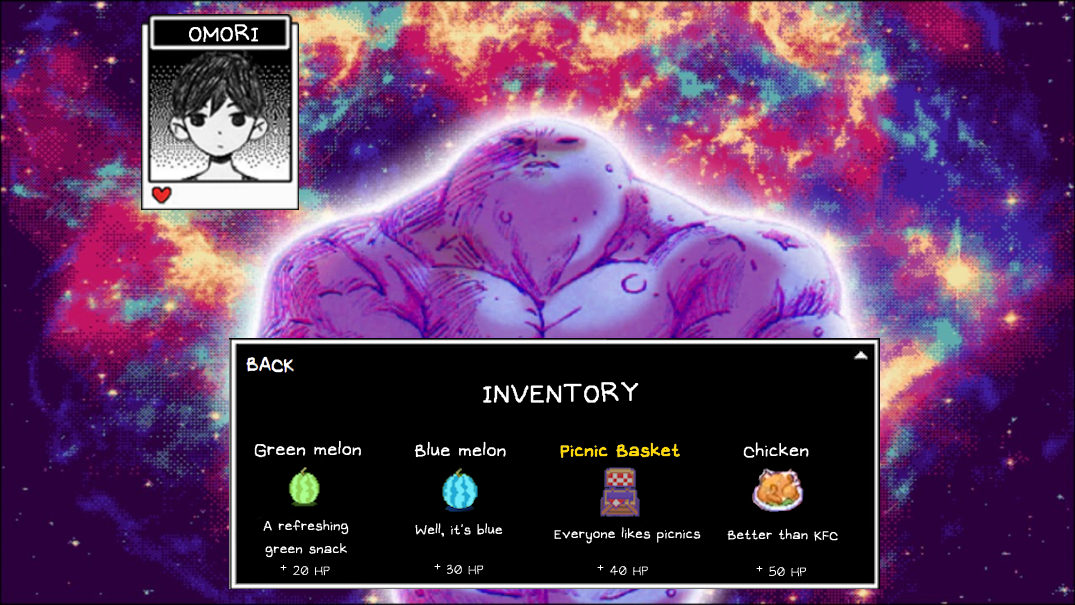 OMORI
BACK
INVENTORY
Green melon
A refreshing
green snack
+ 20 HP
Blue melon
Well, it's blue
+ 30 HP
Picnic Basket
Everyone likes picnics
+ 40 HP
Chicken
Better than KFC
+ 50 HP